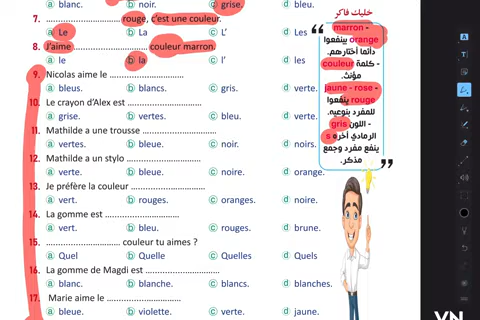 a blanc. b noir. c grise. d bleu.
7. .............................. rouge, c'est une couleur.
a Le b La c L' d Les
8. J'aime .............................. couleur marron.
a le b la c l' d les
9. Nicolas aime le ..............................
a bleus. b blancs. c gris. d verte.
10. Le crayon d'Alex est ..............................
a grise. b vertes. c bleu. d verte.
11. Mathilde a une trousse ..............................
a vertes. b bleue. c noir. d noirs.
12. Mathilde a un stylo ..............................
a verte. b bleue. c noire. d orange.
13. Je préfère la couleur ..............................
a vert. b rouges. c oranges. d noire.
14. La gomme est ..............................
a vert. b bleu. c rouges. d brune.
15. .............................. couleur tu aimes ?
a Quel b Quelle c Quelles d Quels
16. La gomme de Magdi est ..............................
a blanc. b blanche. c blancs. d blanches.
17. Marie aime le ..............................
a bleue. b violette. c verte. d jaune.
خليك فاكر
- marron
orange بينفعوا
دائما أختارهم.
- كلمة couleur
مؤنث.
- jaune - rose
rouge ينفعوا
للمفرد بنوعيه.
- اللون gris
الرمادي أخره s
ينفع مفرد وجمع
مذكر.
VN